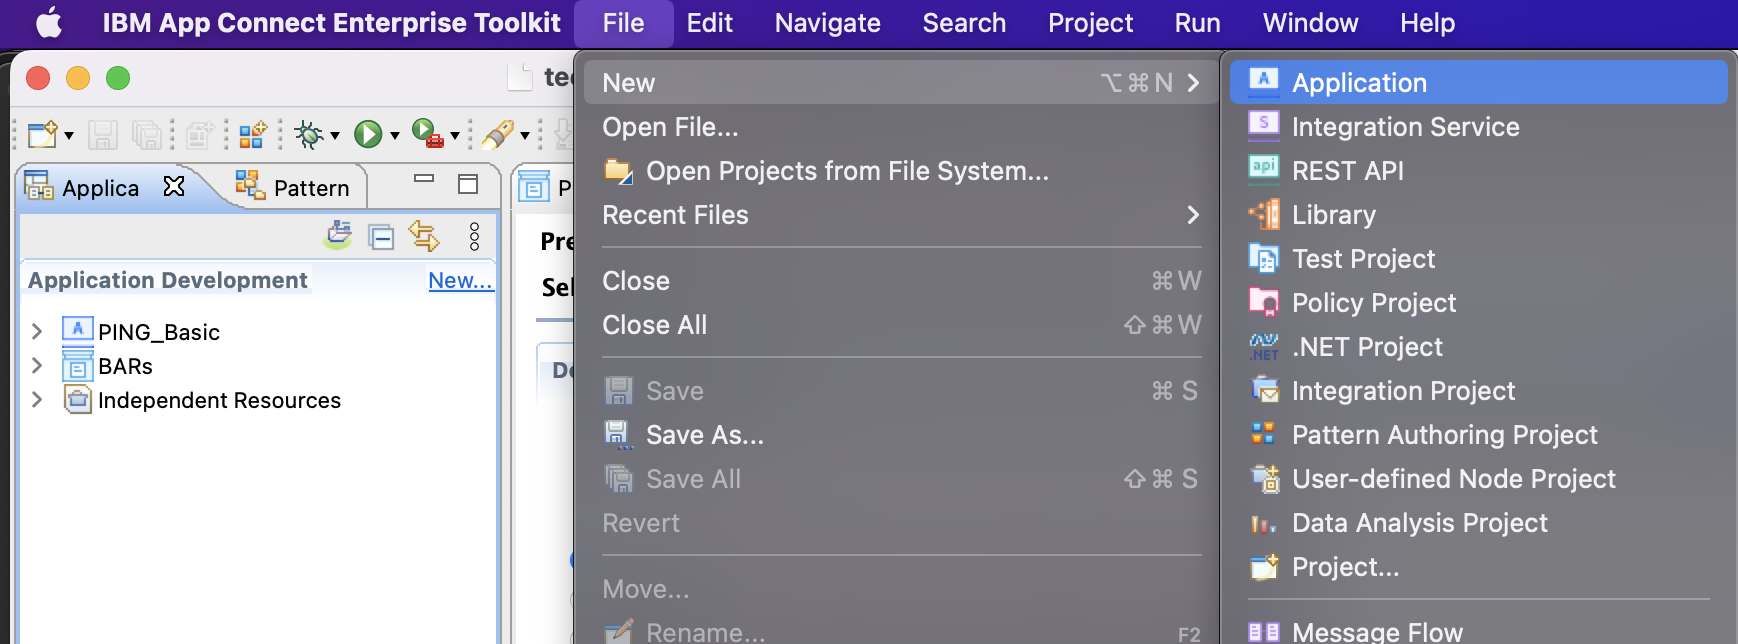 IBM App Connect Enterprise Toolkit File Edit Navigate Search Project Run Window Help
New ⌥⌘N
Open File...
Open Projects from File System...
Recent Files
Close ⌘W
Close All ⇧⌘W
Save ⌘S
Save As...
Save All ⇧⌘S
Revert
Move...
Rename... F2
A Application
S Integration Service
api REST API
Library
Test Project
Policy Project
.NET .NET Project
Integration Project
Pattern Authoring Project
User-defined Node Project
Data Analysis Project
Project...
Message Flow
Applica Pattern
Application Development New...
A PING_Basic
BARs
Independent Resources